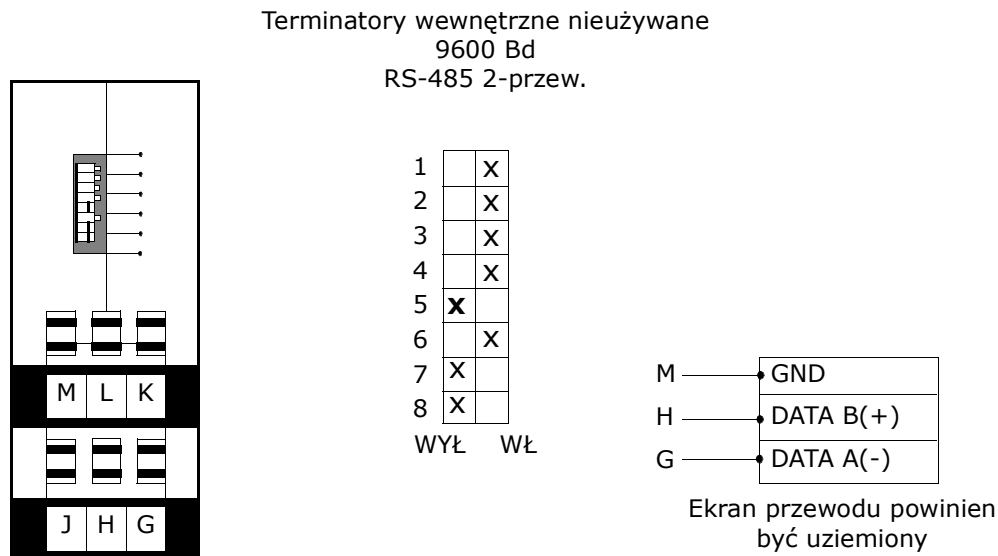 Terminatory wewnętrzne nieużywane
9600 Bd
RS-485 2-przew.
1 x
2 x
3 x
4 x
5 x
6 x
7 x
8 x
WYŁ WŁ
M L K
J H G
M GND
H DATA B(+)
G DATA A(-)
Ekran przewodu powinien
być uziemiony